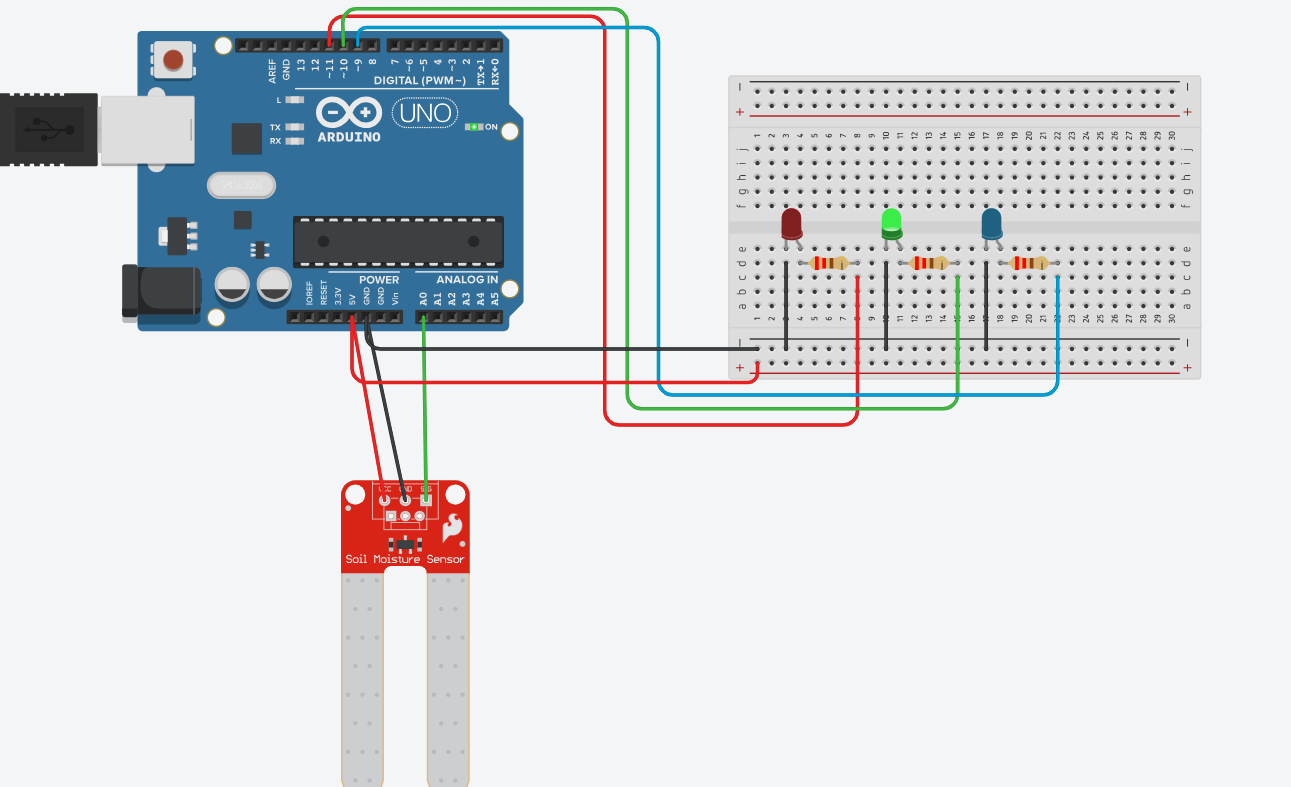 AREF
GND
13
12
~11
~10
~9
8
7
~6
~5
4
~3
2
TX→1
RX←0
DIGITAL (PWM~)
L
TX
RX
ARDUINO
UNO
ON
POWER
ANALOG IN
IOREF
RESET
3.3V
5V
GND
GND
Vin
A0
A1
A2
A3
A4
A5
Soil Moisture Sensor
- -
+ +
1 2 3 4 5 6 7 8 9 10 11 12 13 14 15 16 17 18 19 20 21 22 23 24 25 26 27 28 29 30
j j
i i
h h
g g
f f
e e
d d
c c
b b
a a
1 2 3 4 5 6 7 8 9 10 11 12 13 14 15 16 17 18 19 20 21 22 23 24 25 26 27 28 29 30
- -
+ +